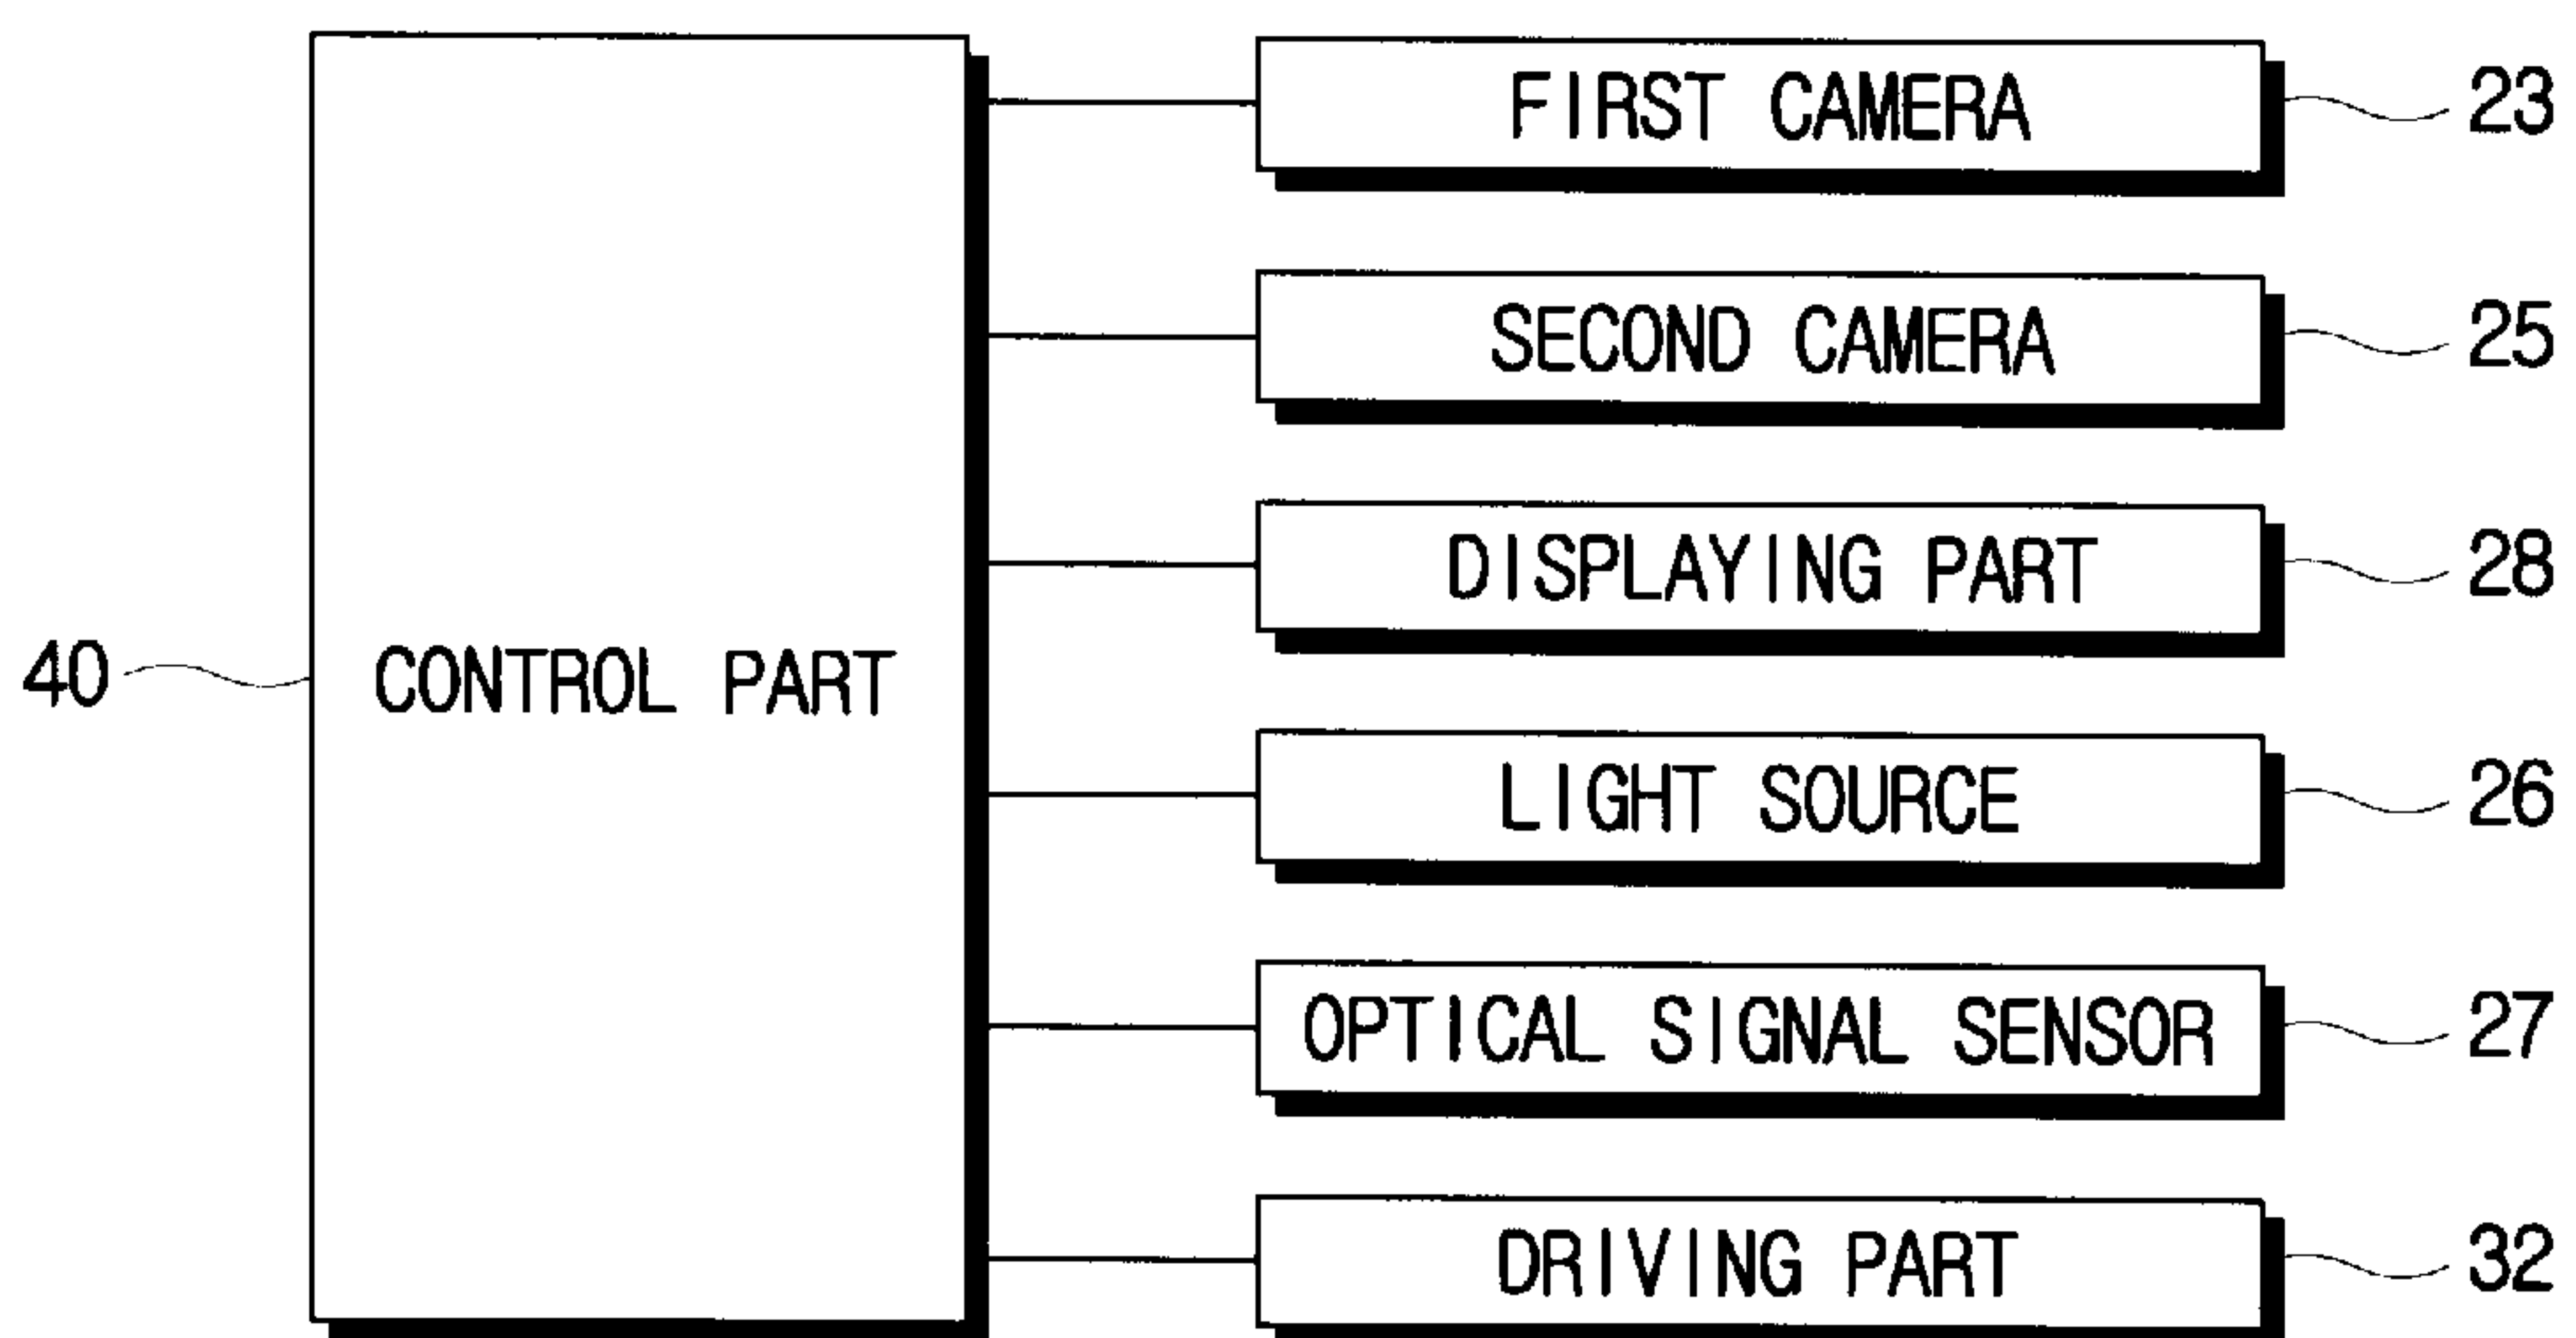 FIRST CAMERA 23
SECOND CAMERA 25
DISPLAYING PART 28
40 CONTROL PART
LIGHT SOURCE 26
OPTICAL SIGNAL SENSOR 27
DRIVING PART 32